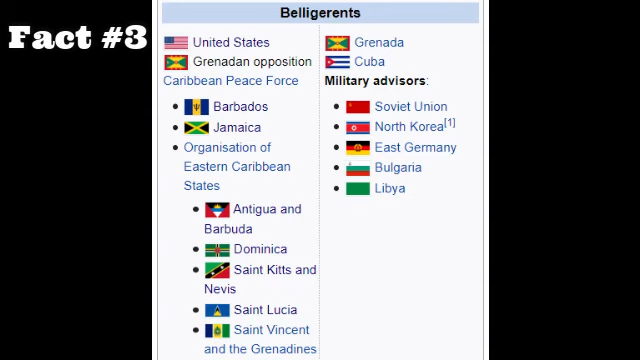 Fact #3
Belligerents
United States
Grenadan opposition
Caribbean Peace Force
Barbados
Jamaica
Organisation of
Eastern Caribbean
States
Antigua and
Barbuda
Dominica
Saint Kitts and
Nevis
Saint Lucia
Saint Vincent
and the Grenadines
Grenada
Cuba
Military advisors:
Soviet Union
North Korea[1]
East Germany
Bulgaria
Libya